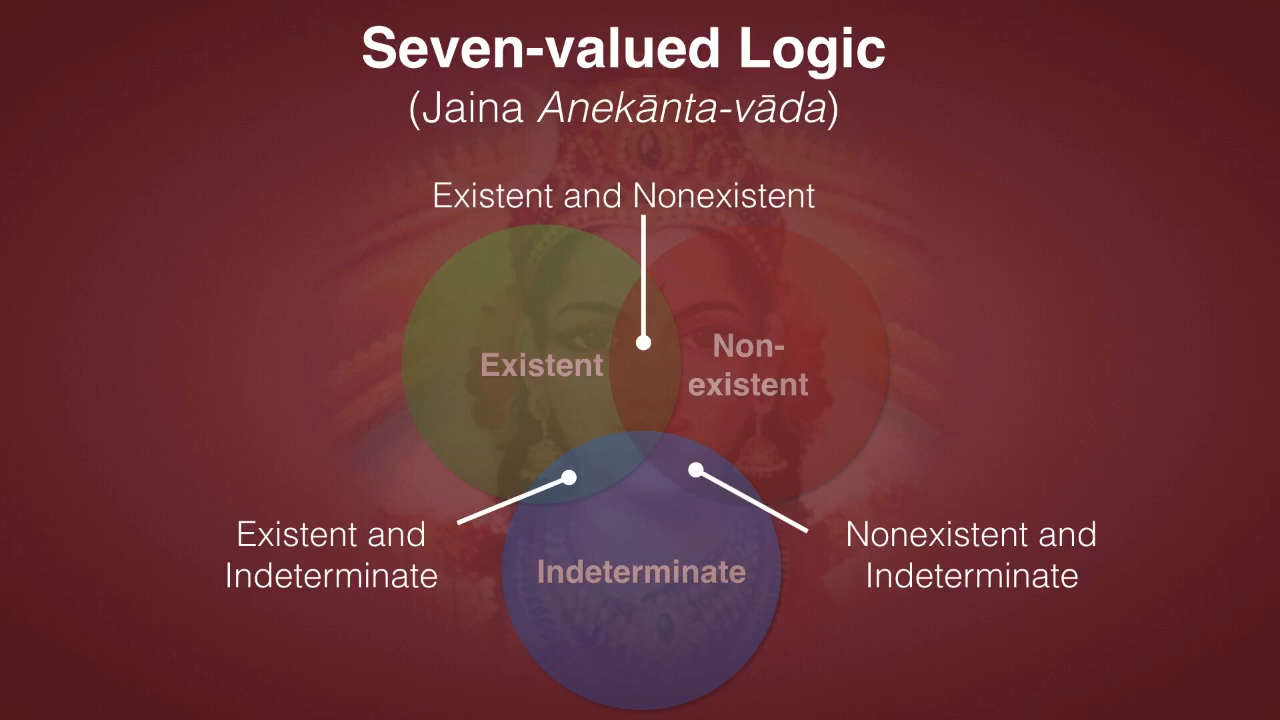 Seven-valued Logic
(Jaina Anekānta-vāda)
Existent and Nonexistent
Existent
Non-
existent
Existent and
Indeterminate
Nonexistent and
Indeterminate
Indeterminate